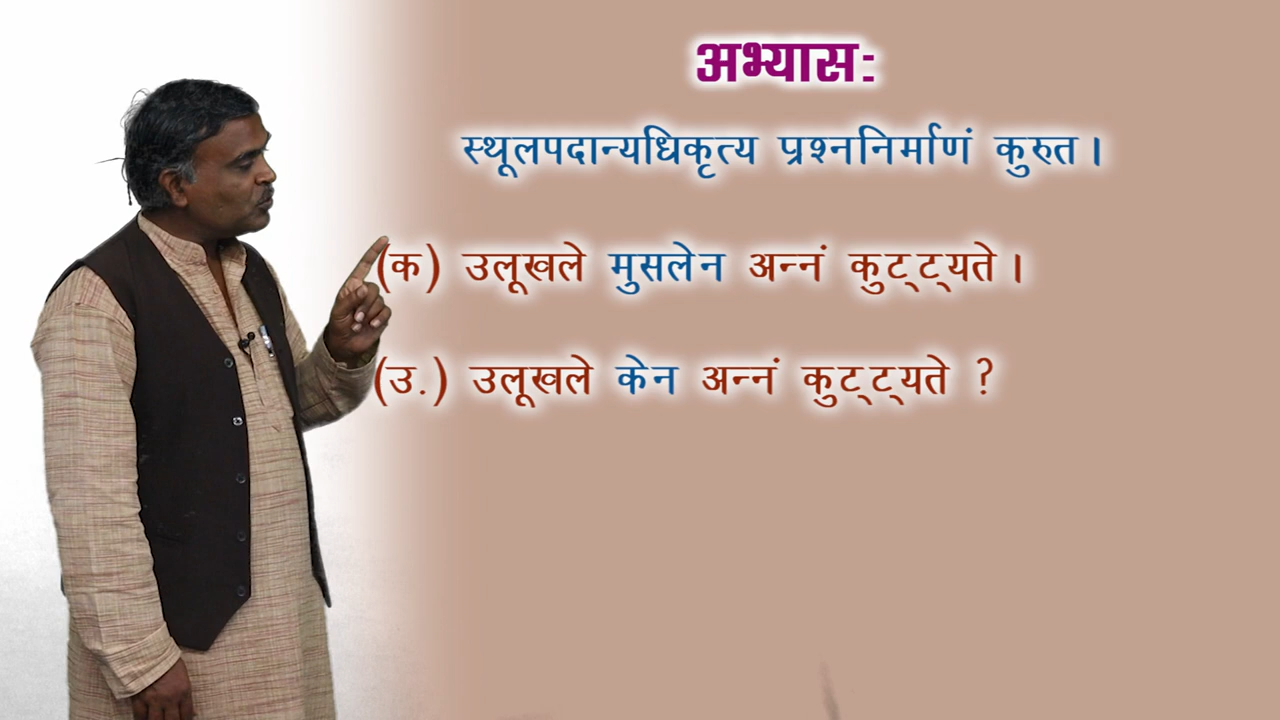 अभ्यासः
स्थूलपदान्यधिकृत्य प्रश्ननिर्माणं कुरुत।
(क) उलूखले मुसलेन अन्नं कुट्ट्यते।
(उ.) उलूखले केन अन्नं कुट्ट्यते ?